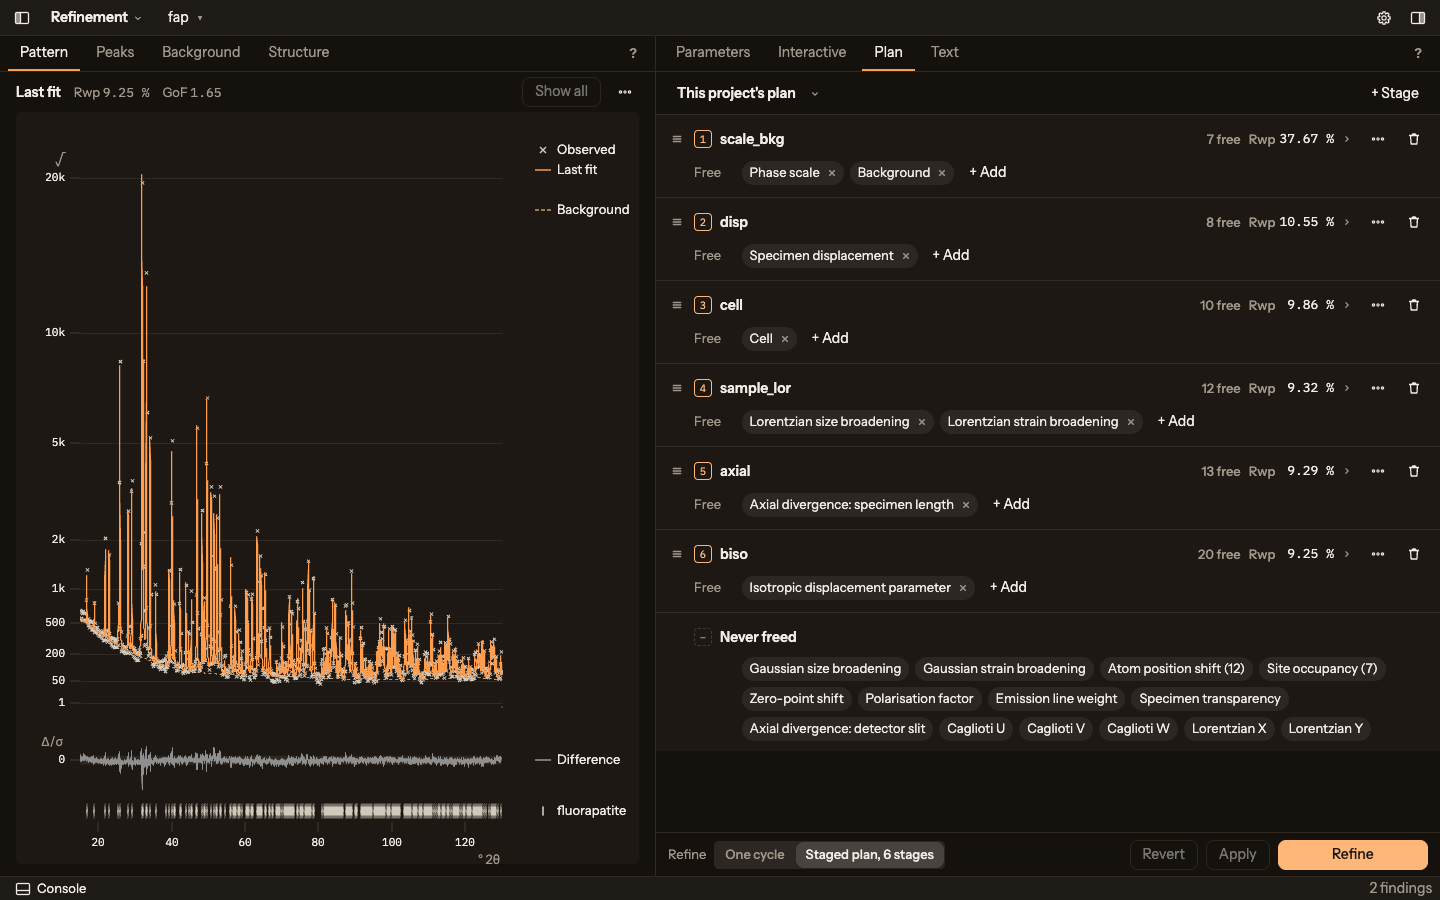 Refinement fap
Pattern Peaks Background Structure ?
Parameters Interactive Plan Text ?
Last fit Rwp 9.25 % GoF 1.65 Show all
√
20k
10k
5k
2k
1k
500
200
50
1
Δ/σ
0
× Observed
Last fit
Background
Difference
fluorapatite
20 40 60 80 100 120
°2θ
This project's plan + Stage
1 scale_bkg 7 free Rwp 37.67 %
Free Phase scale × Background × + Add
2 disp 8 free Rwp 10.55 %
Free Specimen displacement × + Add
3 cell 10 free Rwp 9.86 %
Free Cell × + Add
4 sample_lor 12 free Rwp 9.32 %
Free Lorentzian size broadening × Lorentzian strain broadening × + Add
5 axial 13 free Rwp 9.29 %
Free Axial divergence: specimen length × + Add
6 biso 20 free Rwp 9.25 %
Free Isotropic displacement parameter × + Add
Never freed
Gaussian size broadening Gaussian strain broadening Atom position shift (12) Site occupancy (7)
Zero-point shift Polarisation factor Emission line weight Specimen transparency
Axial divergence: detector slit Caglioti U Caglioti V Caglioti W Lorentzian X Lorentzian Y
Refine One cycle Staged plan, 6 stages Revert Apply Refine
Console 2 findings